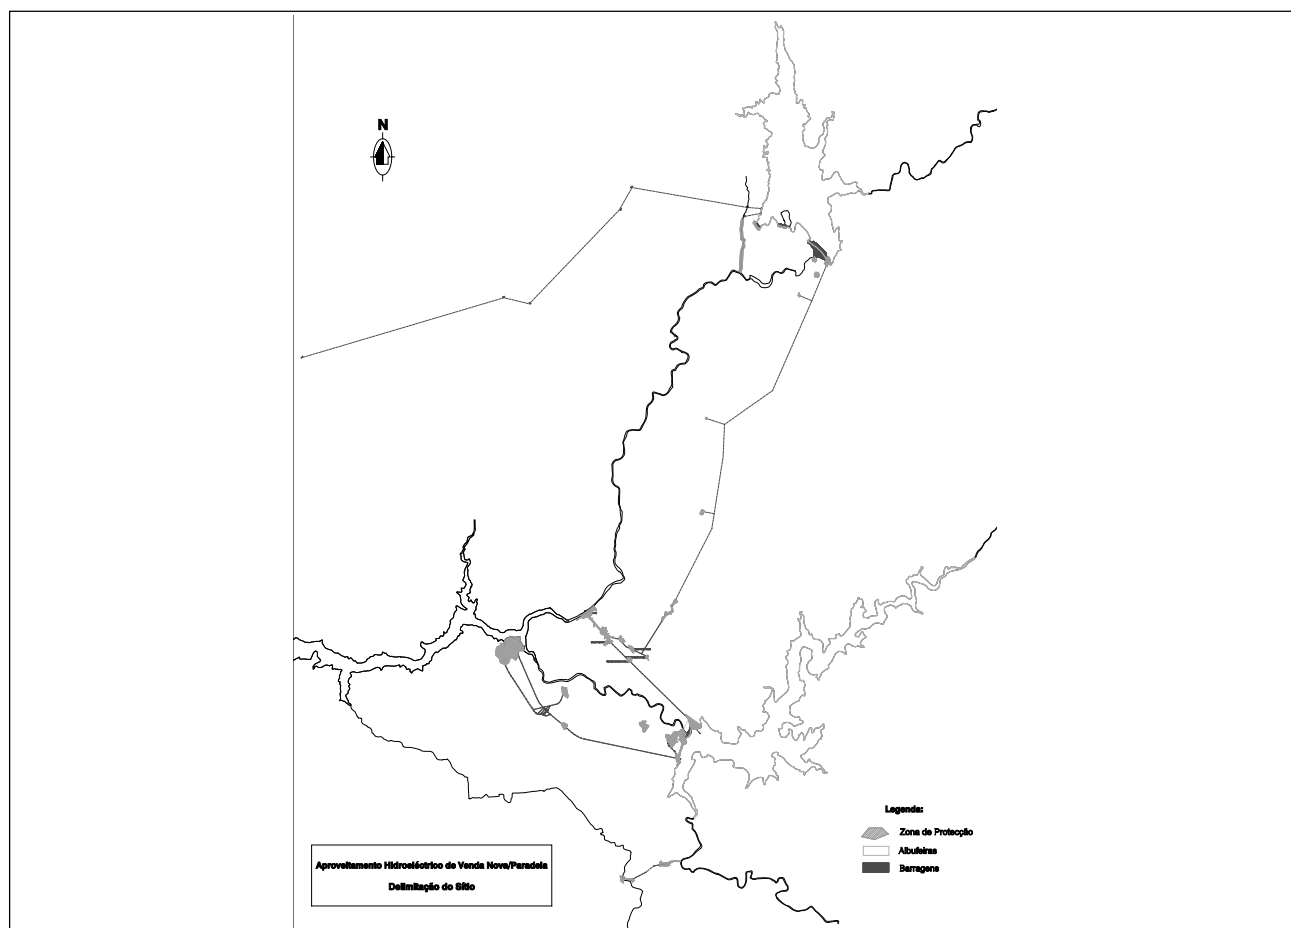 N
Legenda:
Zona de Protecção
Albufeiras
Barragens
Aproveitamento Hidroeléctrico de Venda Nova/Paradela
Delimitação do Sítio